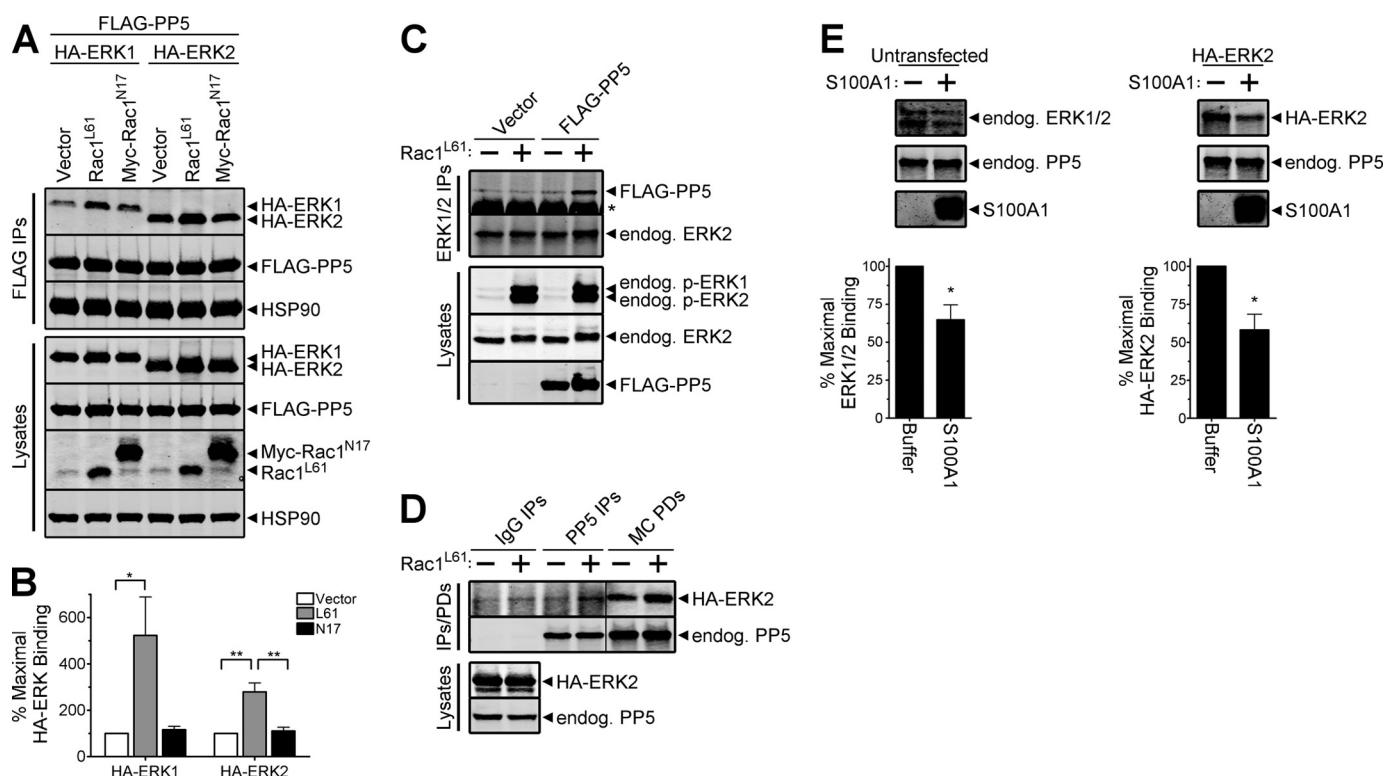 A
FLAG-PP5
HA-ERK1 HA-ERK2
Vector Rac1L61 Myc-Rac1N17 Vector Rac1L61 Myc-Rac1N17
FLAG IPs
HA-ERK1
HA-ERK2
FLAG-PP5
HSP90
Lysates
HA-ERK1
HA-ERK2
FLAG-PP5
Myc-Rac1N17
Rac1L61
HSP90
B
% Maximal
HA-ERK Binding
600
400
200
0
* ** **
Vector
L61
N17
HA-ERK1 HA-ERK2
C
Vector FLAG-PP5
Rac1L61: − + − +
ERK1/2 IPs
FLAG-PP5
*
endog. ERK2
Lysates
endog. p-ERK1
endog. p-ERK2
endog. ERK2
FLAG-PP5
D
IgG IPs PP5 IPs MC PDs
Rac1L61: − + − + − +
IPs/PDs
HA-ERK2
endog. PP5
Lysates
HA-ERK2
endog. PP5
E
Untransfected
S100A1: − +
endog. ERK1/2
endog. PP5
S100A1
% Maximal
ERK1/2 Binding
100
75
50
25
0
*
Buffer S100A1
HA-ERK2
S100A1: − +
HA-ERK2
endog. PP5
S100A1
% Maximal
HA-ERK2 Binding
100
75
50
25
0
*
Buffer S100A1